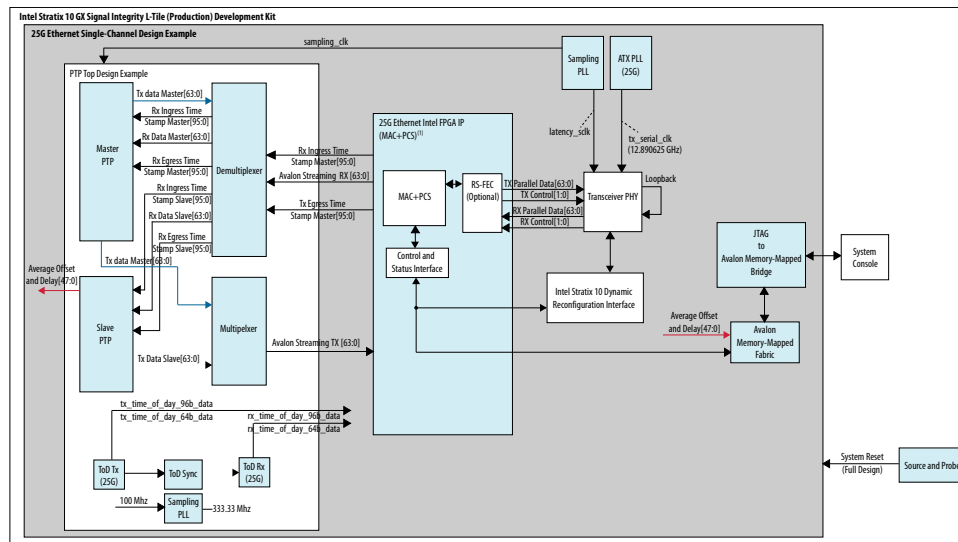 Intel Stratix 10 GX Signal Integrity L-Tile (Production) Development Kit
25G Ethernet Single-Channel Design Example
sampling_clk
Sampling
PLL
ATX PLL
(25G)
latency_sclk
tx_serial_clk
(12.890625 GHz)
PTP Top Design Example
Master
PTP
Tx data Master[63:0]
Rx Ingress Time
Stamp Master[95:0]
Rx Data Master[63:0]
Rx Egress Time
Stamp Master[95:0]
Rx Ingress Time
Stamp Slave[95:0]
Rx Data Slave[63:0]
Rx Egress Time
Stamp Slave[95:0]
Tx data Master[63:0]
Demultiplexer
Average Offset
and Delay[47:0]
Slave
PTP
Tx Data Slave[63:0]
Multipelxer
Rx Ingress Time
Stamp Master[95:0]
Avalon Streaming RX [63:0]
Tx Egress Time
Stamp Master[95:0]
Avalon Streaming TX [63:0]
25G Ethernet Intel FPGA IP
(MAC+PCS)(1)
MAC+PCS
RS-FEC
(Optional)
Control and
Status Interface
TX Parallel Data[63:0]
TX Control[1:0]
RX Parallel Data[63:0]
RX Control[1:0]
Transceiver PHY
Loopback
Intel Stratix 10 Dynamic
Reconfiguration Interface
JTAG
to
Avalon Memory-Mapped
Bridge
System
Console
Average Offset
and Delay[47:0]
Avalon
Memory-Mapped
Fabric
tx_time_of_day_96b_data
tx_time_of_day_64b_data
rx_time_of_day_96b_data
rx_time_of_day_64b_data
ToD Tx
(25G)
ToD Sync
ToD Rx
(25G)
100 Mhz
Sampling
PLL
333.33 Mhz
System Reset
(Full Design)
Source and Probe